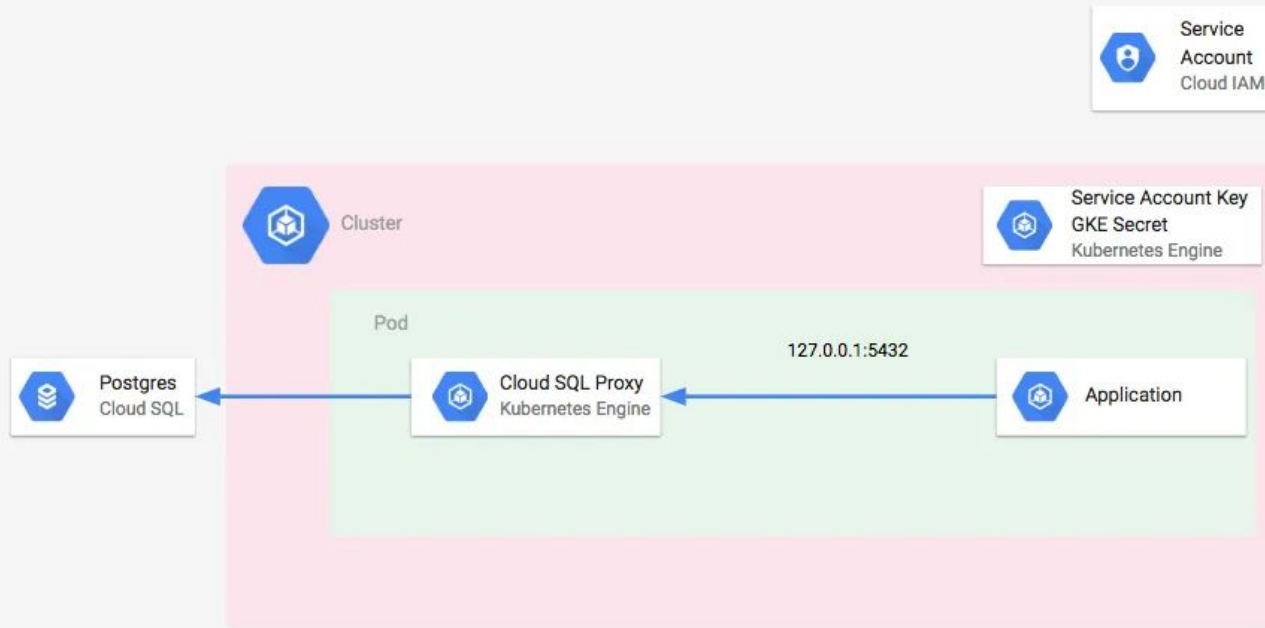 Service
Account
Cloud IAM
Cluster
Service Account Key
GKE Secret
Kubernetes Engine
Pod
127.0.0.1:5432
Postgres
Cloud SQL
Cloud SQL Proxy
Kubernetes Engine
Application